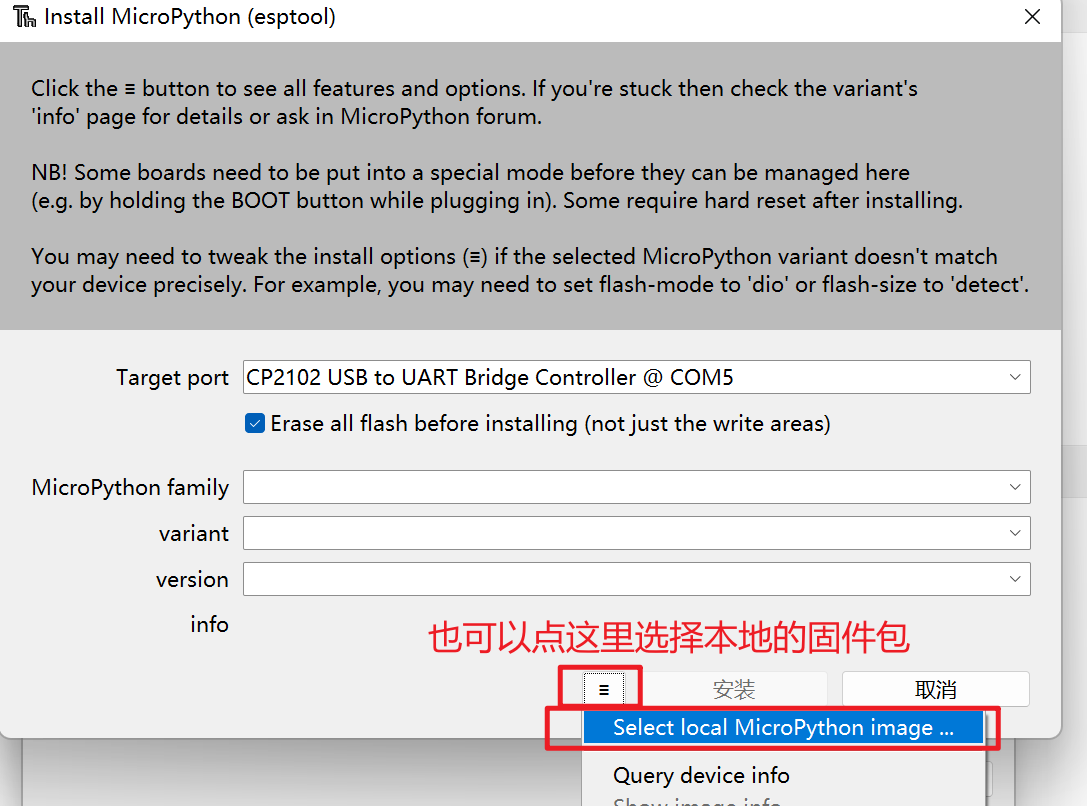 Install MicroPython (esptool)
Click the ≡ button to see all features and options. If you're stuck then check the variant's
'info' page for details or ask in MicroPython forum.
NB! Some boards need to be put into a special mode before they can be managed here
(e.g. by holding the BOOT button while plugging in). Some require hard reset after installing.
You may need to tweak the install options (≡) if the selected MicroPython variant doesn't match
your device precisely. For example, you may need to set flash-mode to 'dio' or flash-size to 'detect'.
Target port CP2102 USB to UART Bridge Controller @ COM5
Erase all flash before installing (not just the write areas)
MicroPython family
variant
version
info
也可以点这里选择本地的固件包
≡ 安装 取消
Select local MicroPython image ...
Query device info
Show image info